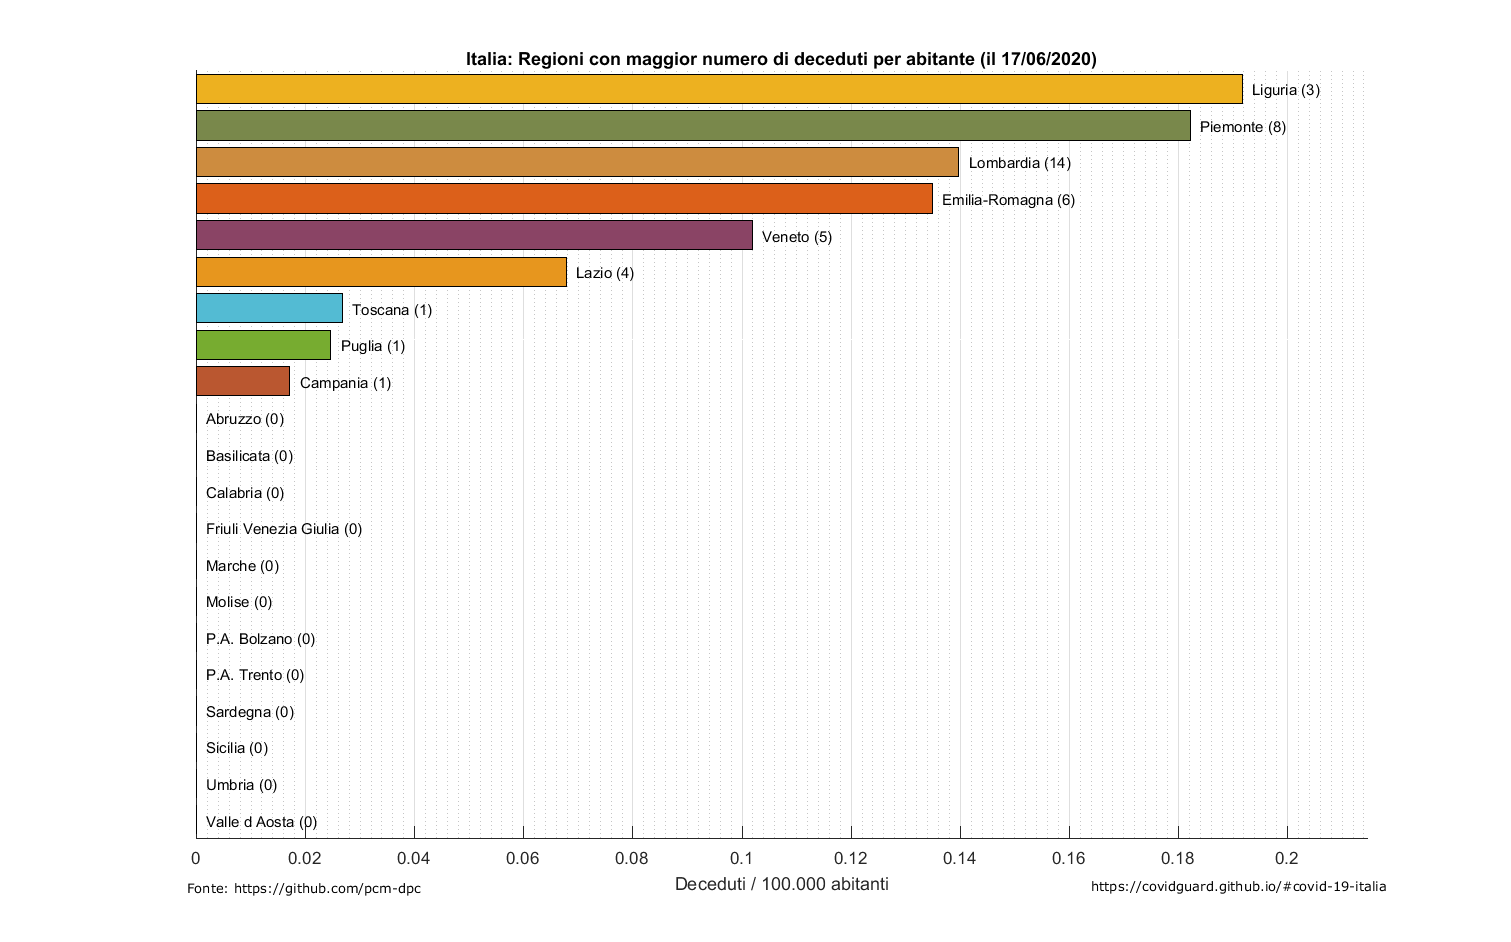 Italia: Regioni con maggior numero di deceduti per abitante (il 17/06/2020)
Liguria (3)
Piemonte (8)
Lombardia (14)
Emilia-Romagna (6)
Veneto (5)
Lazio (4)
Toscana (1)
Puglia (1)
Campania (1)
Abruzzo (0)
Basilicata (0)
Calabria (0)
Friuli Venezia Giulia (0)
Marche (0)
Molise (0)
P.A. Bolzano (0)
P.A. Trento (0)
Sardegna (0)
Sicilia (0)
Umbria (0)
Valle d Aosta (0)
0 0.02 0.04 0.06 0.08 0.1 0.12 0.14 0.16 0.18 0.2
Deceduti / 100.000 abitanti
Fonte: https://github.com/pcm-dpc
https://covidguard.github.io/#covid-19-italia